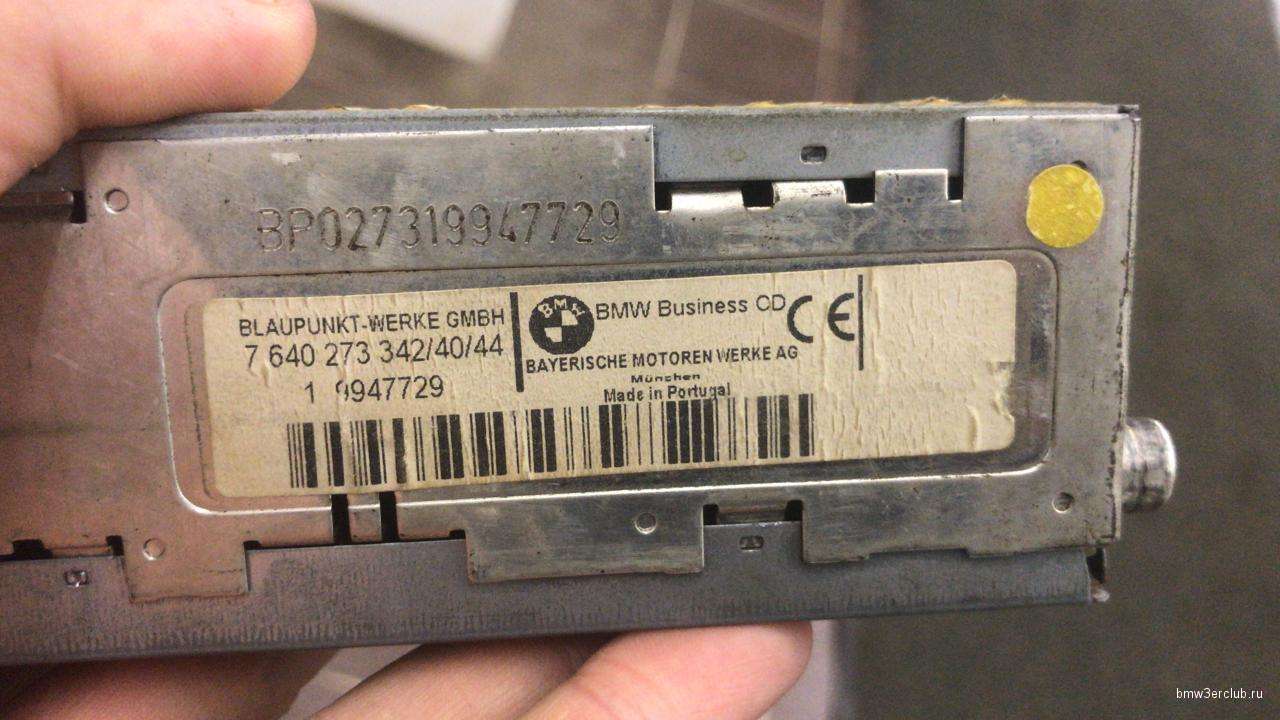 BP027319947729
BLAUPUNKT-WERKE GMBH
7 640 273 342/40/44
1 9947729
BMW
BMW Business CD CE
BAYERISCHE MOTOREN WERKE AG
München
Made in Portugal
bmw3erclub.ru